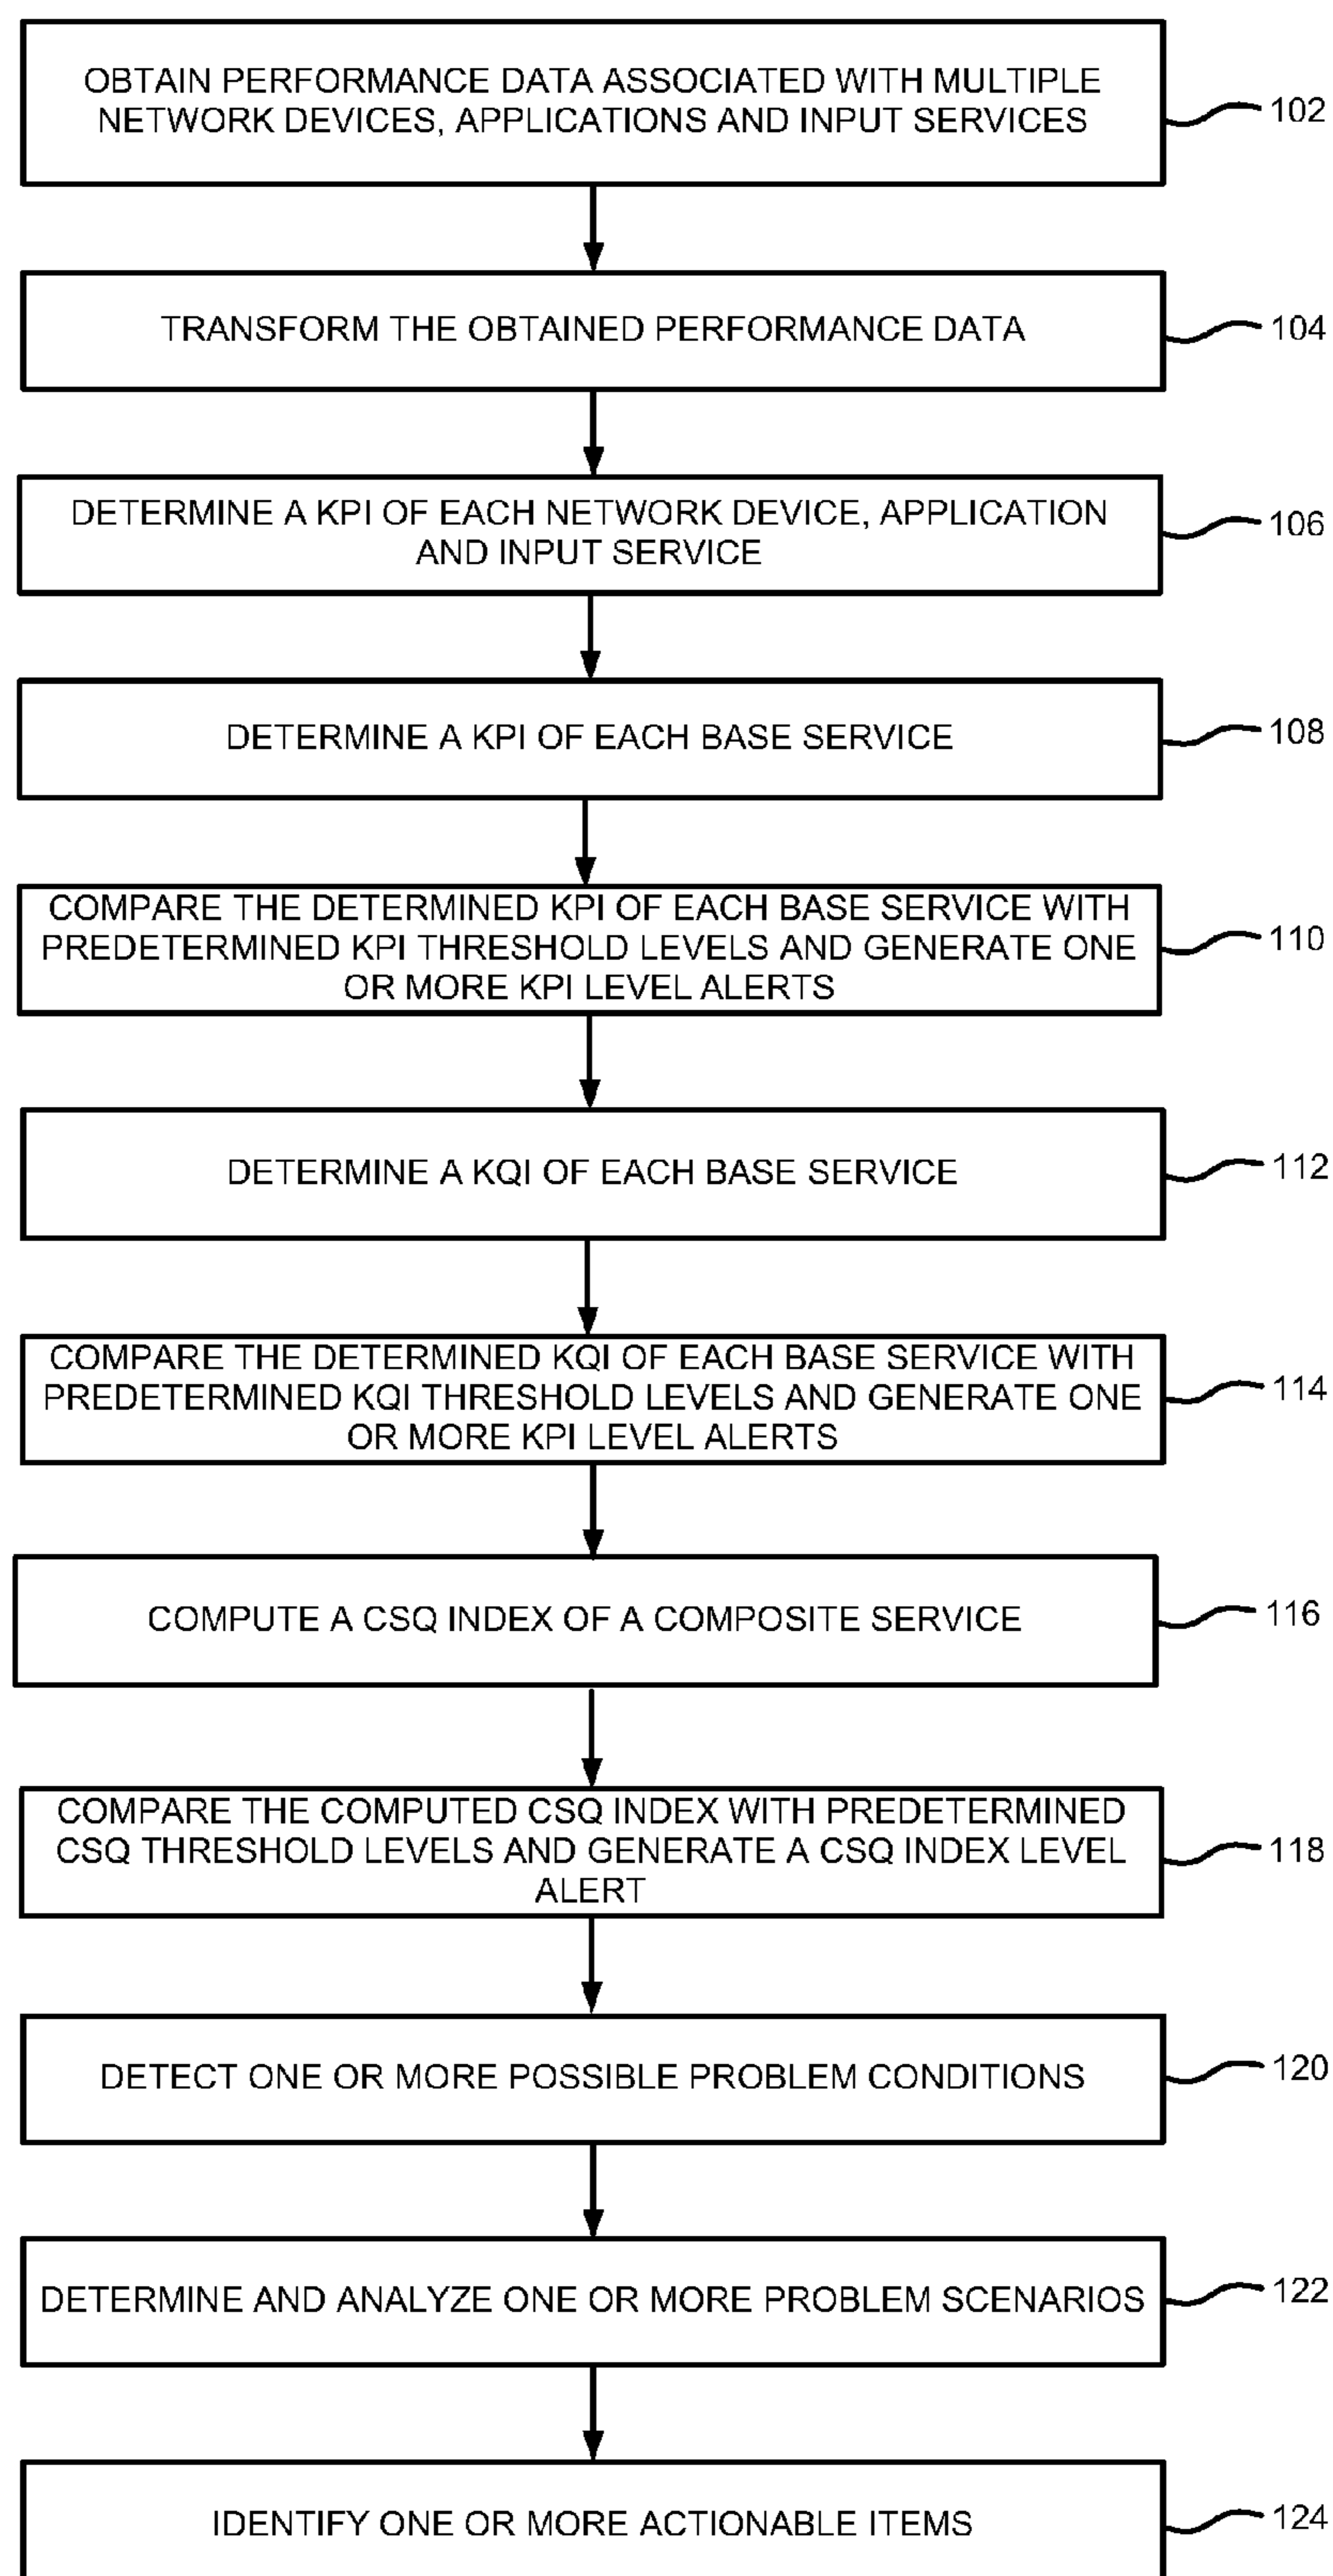 OBTAIN PERFORMANCE DATA ASSOCIATED WITH MULTIPLE
NETWORK DEVICES, APPLICATIONS AND INPUT SERVICES
102
TRANSFORM THE OBTAINED PERFORMANCE DATA
104
DETERMINE A KPI OF EACH NETWORK DEVICE, APPLICATION
AND INPUT SERVICE
106
DETERMINE A KPI OF EACH BASE SERVICE
108
COMPARE THE DETERMINED KPI OF EACH BASE SERVICE WITH
PREDETERMINED KPI THRESHOLD LEVELS AND GENERATE ONE
OR MORE KPI LEVEL ALERTS
110
DETERMINE A KQI OF EACH BASE SERVICE
112
COMPARE THE DETERMINED KQI OF EACH BASE SERVICE WITH
PREDETERMINED KQI THRESHOLD LEVELS AND GENERATE ONE
OR MORE KPI LEVEL ALERTS
114
COMPUTE A CSQ INDEX OF A COMPOSITE SERVICE
116
COMPARE THE COMPUTED CSQ INDEX WITH PREDETERMINED
CSQ THRESHOLD LEVELS AND GENERATE A CSQ INDEX LEVEL
ALERT
118
DETECT ONE OR MORE POSSIBLE PROBLEM CONDITIONS
120
DETERMINE AND ANALYZE ONE OR MORE PROBLEM SCENARIOS
122
IDENTIFY ONE OR MORE ACTIONABLE ITEMS
124